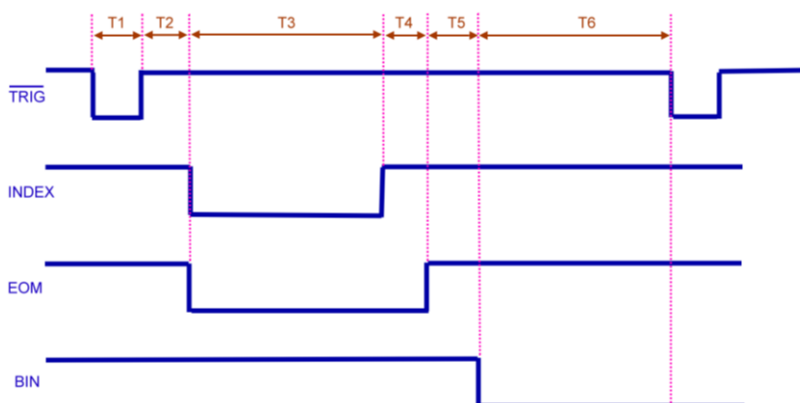 T1 T2 T3 T4 T5 T6
TRIG
INDEX
EOM
BIN